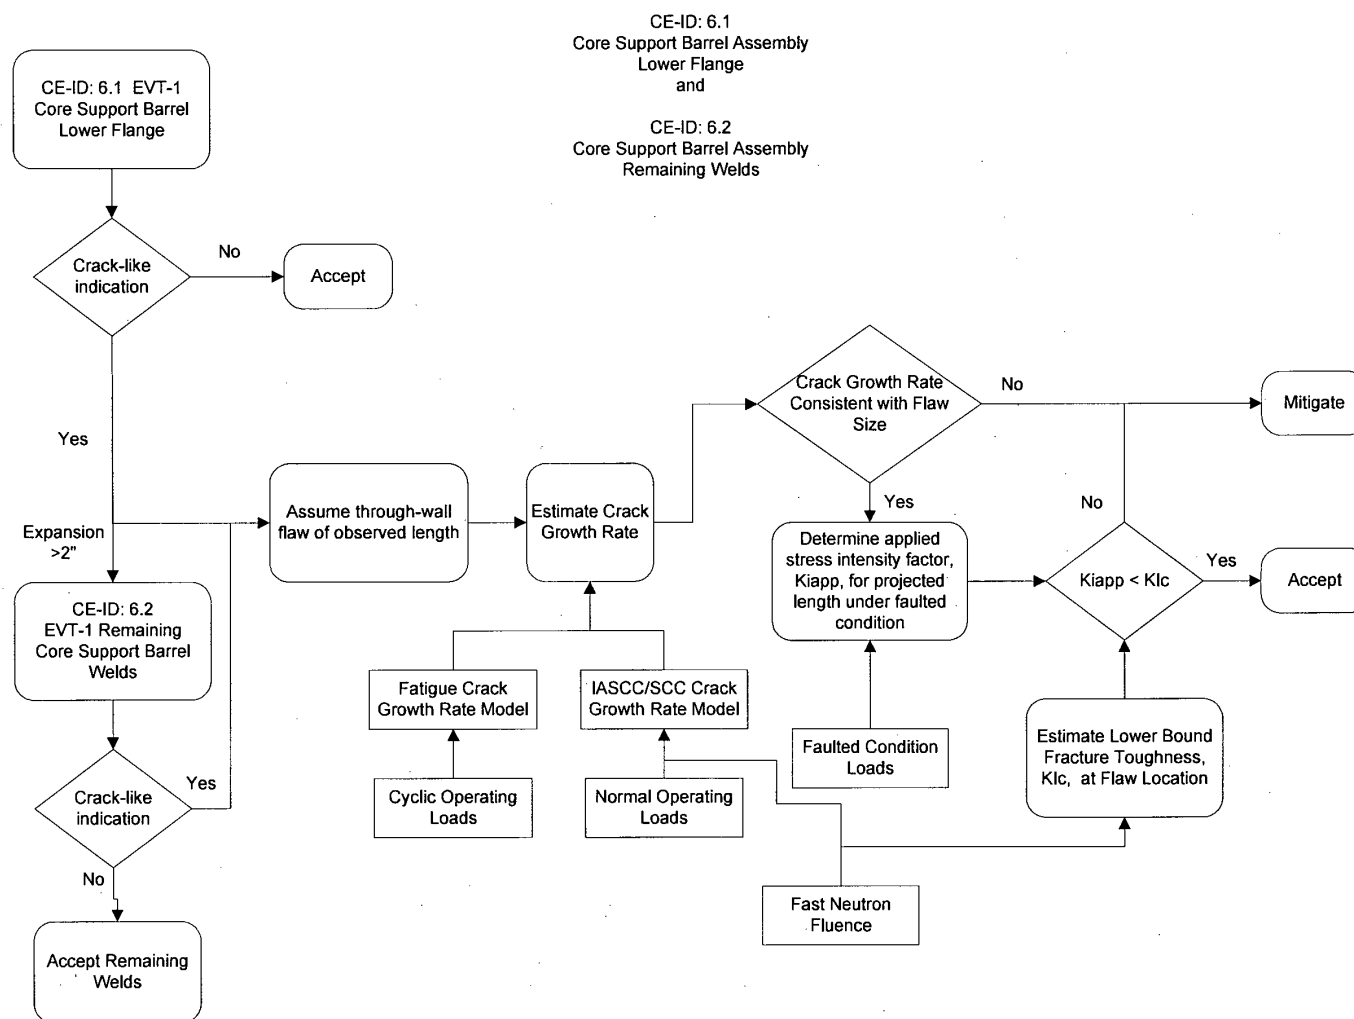 CE-ID: 6.1
Core Support Barrel Assembly
Lower Flange
and
CE-ID: 6.2
Core Support Barrel Assembly
Remaining Welds
CE-ID: 6.1 EVT-1
Core Support Barrel
Lower Flange
Crack-like
indication
No
Accept
Yes
Expansion
>2"
CE-ID: 6.2
EVT-1 Remaining
Core Support Barrel
Welds
Crack-like
indication
Yes
No
Accept Remaining
Welds
Assume through-wall
flaw of observed length
Estimate Crack
Growth Rate
Fatigue Crack
Growth Rate Model
IASCC/SCC Crack
Growth Rate Model
Cyclic Operating
Loads
Normal Operating
Loads
Crack Growth Rate
Consistent with Flaw
Size
No
Mitigate
Yes
Determine applied
stress intensity factor,
Kiapp, for projected
length under faulted
condition
Faulted Condition
Loads
No
Kiapp < KIc
Yes
Accept
Estimate Lower Bound
Fracture Toughness,
KIc, at Flaw Location
Fast Neutron
Fluence